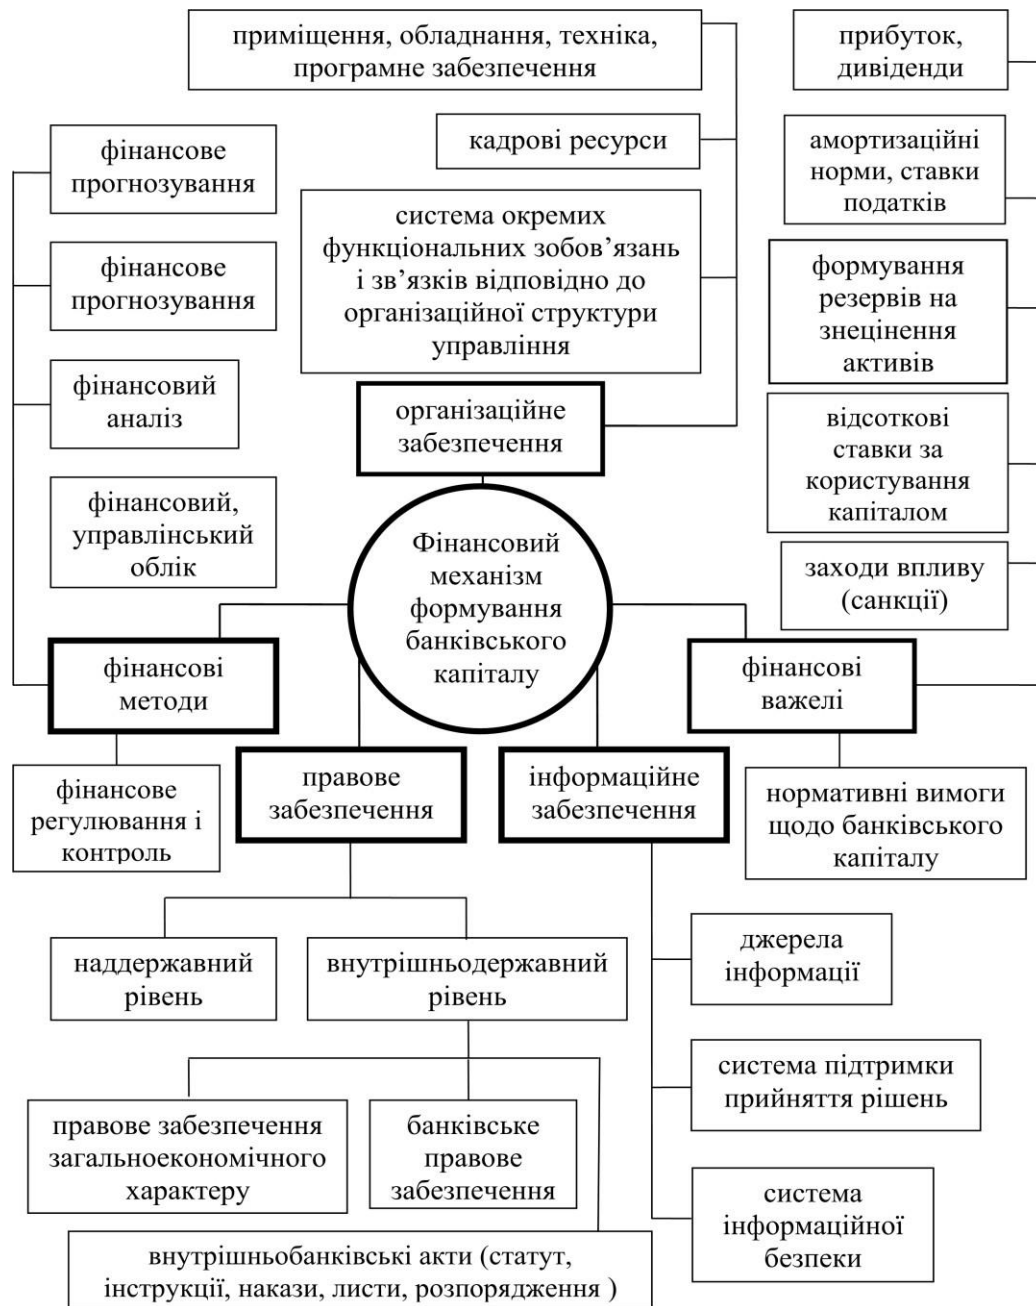 приміщення, обладнання, техніка,
програмне забезпечення
прибуток,
дивіденди
кадрові ресурси
фінансове
прогнозування
амортизаційні
норми, ставки
податків
система окремих
функціональних зобов’язань
і зв’язків відповідно до
організаційної структури
управління
фінансове
прогнозування
формування
резервів на
знецінення
активів
фінансовий
аналіз
організаційне
забезпечення
відсоткові
ставки за
користування
капіталом
фінансовий,
управлінський
облік
Фінансовий
механізм
формування
банківського
капіталу
заходи впливу
(санкції)
фінансові
методи
фінансові
важелі
правове
забезпечення
інформаційне
забезпечення
фінансове
регулювання і
контроль
нормативні вимоги
щодо банківського
капіталу
наддержавний
рівень
внутрішньодержавний
рівень
джерела
інформації
система підтримки
прийняття рішень
правове забезпечення
загальноекономічного
характеру
банківське
правове
забезпечення
система
інформаційної
безпеки
внутрішньобанківські акти (статут,
інструкції, накази, листи, розпорядження )